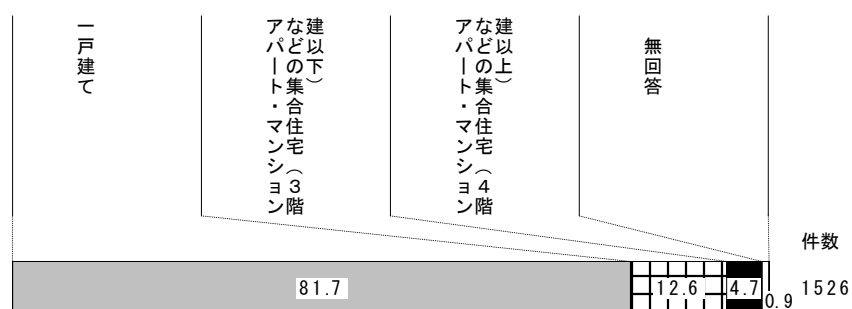 一戸建て
アパート・マンション
などの集合住宅（3階
建以下）
アパート・マンション
などの集合住宅（4階
建以上）
無回答
件数
81.7
12.6
4.7
0.9
1526